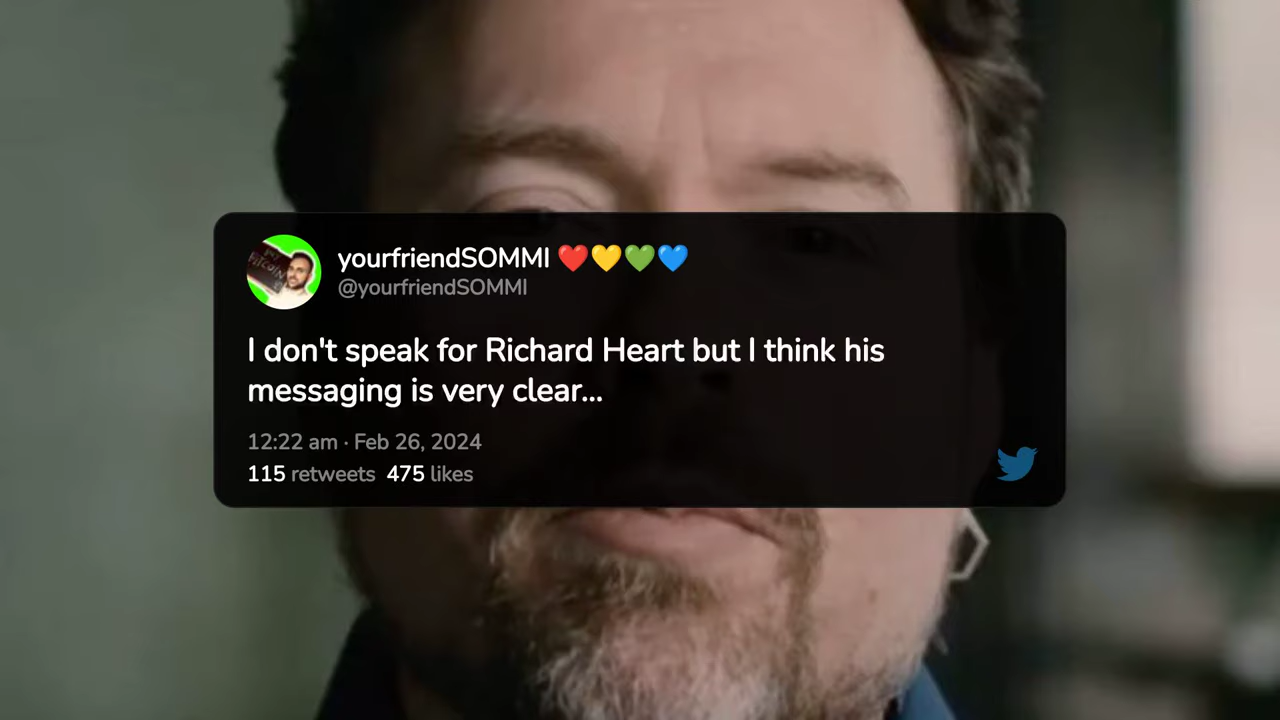 yourfriendSOMMI ❤️💛💚💙
@yourfriendSOMMI
I don't speak for Richard Heart but I think his
messaging is very clear...
12:22 am · Feb 26, 2024
115 retweets 475 likes